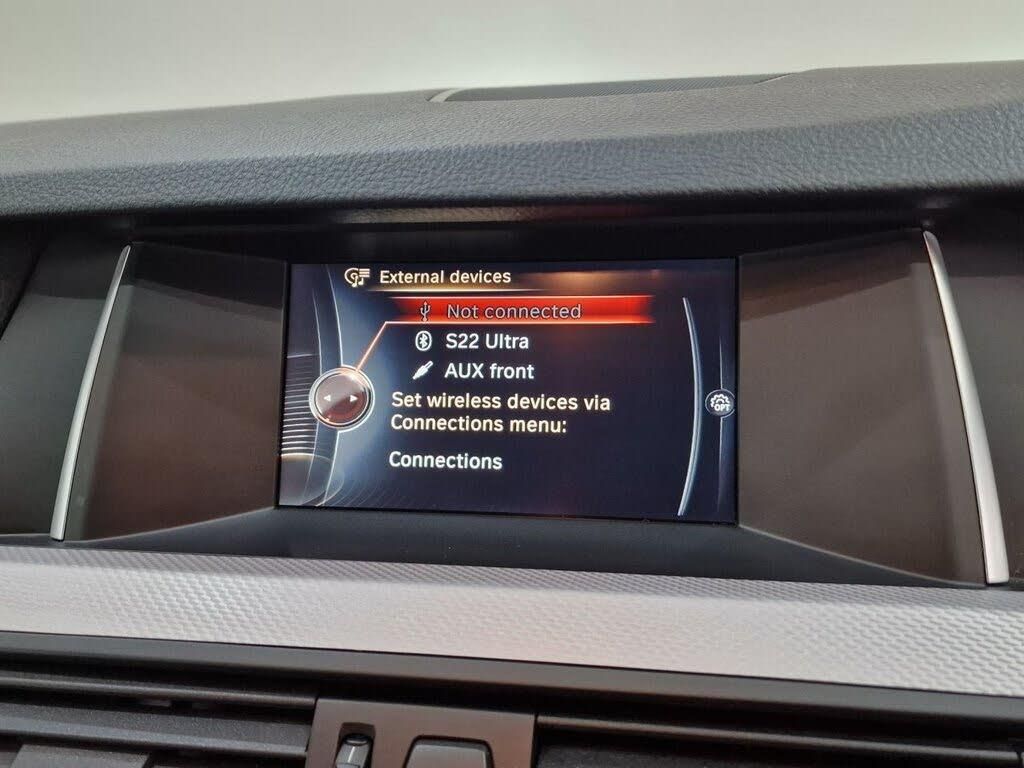 External devices
Not connected
S22 Ultra
AUX front
Set wireless devices via
Connections menu:
OPT
Connections